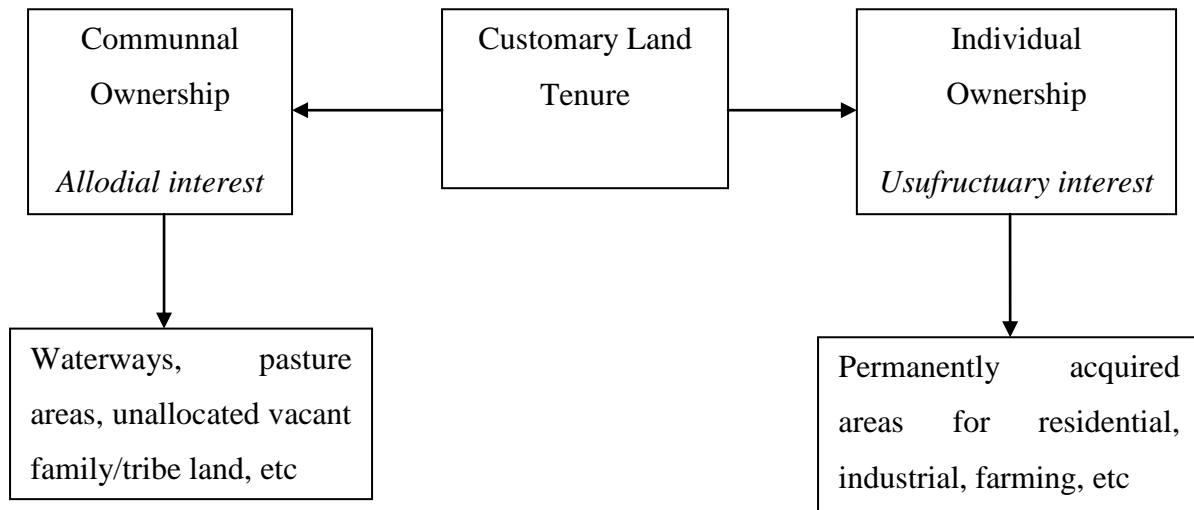 Communnal
Ownership
Allodial interest
Customary Land
Tenure
Individual
Ownership
Usufructuary interest
Waterways, pasture
areas, unallocated vacant
family/tribe land, etc
Permanently acquired
areas for residential,
industrial, farming, etc